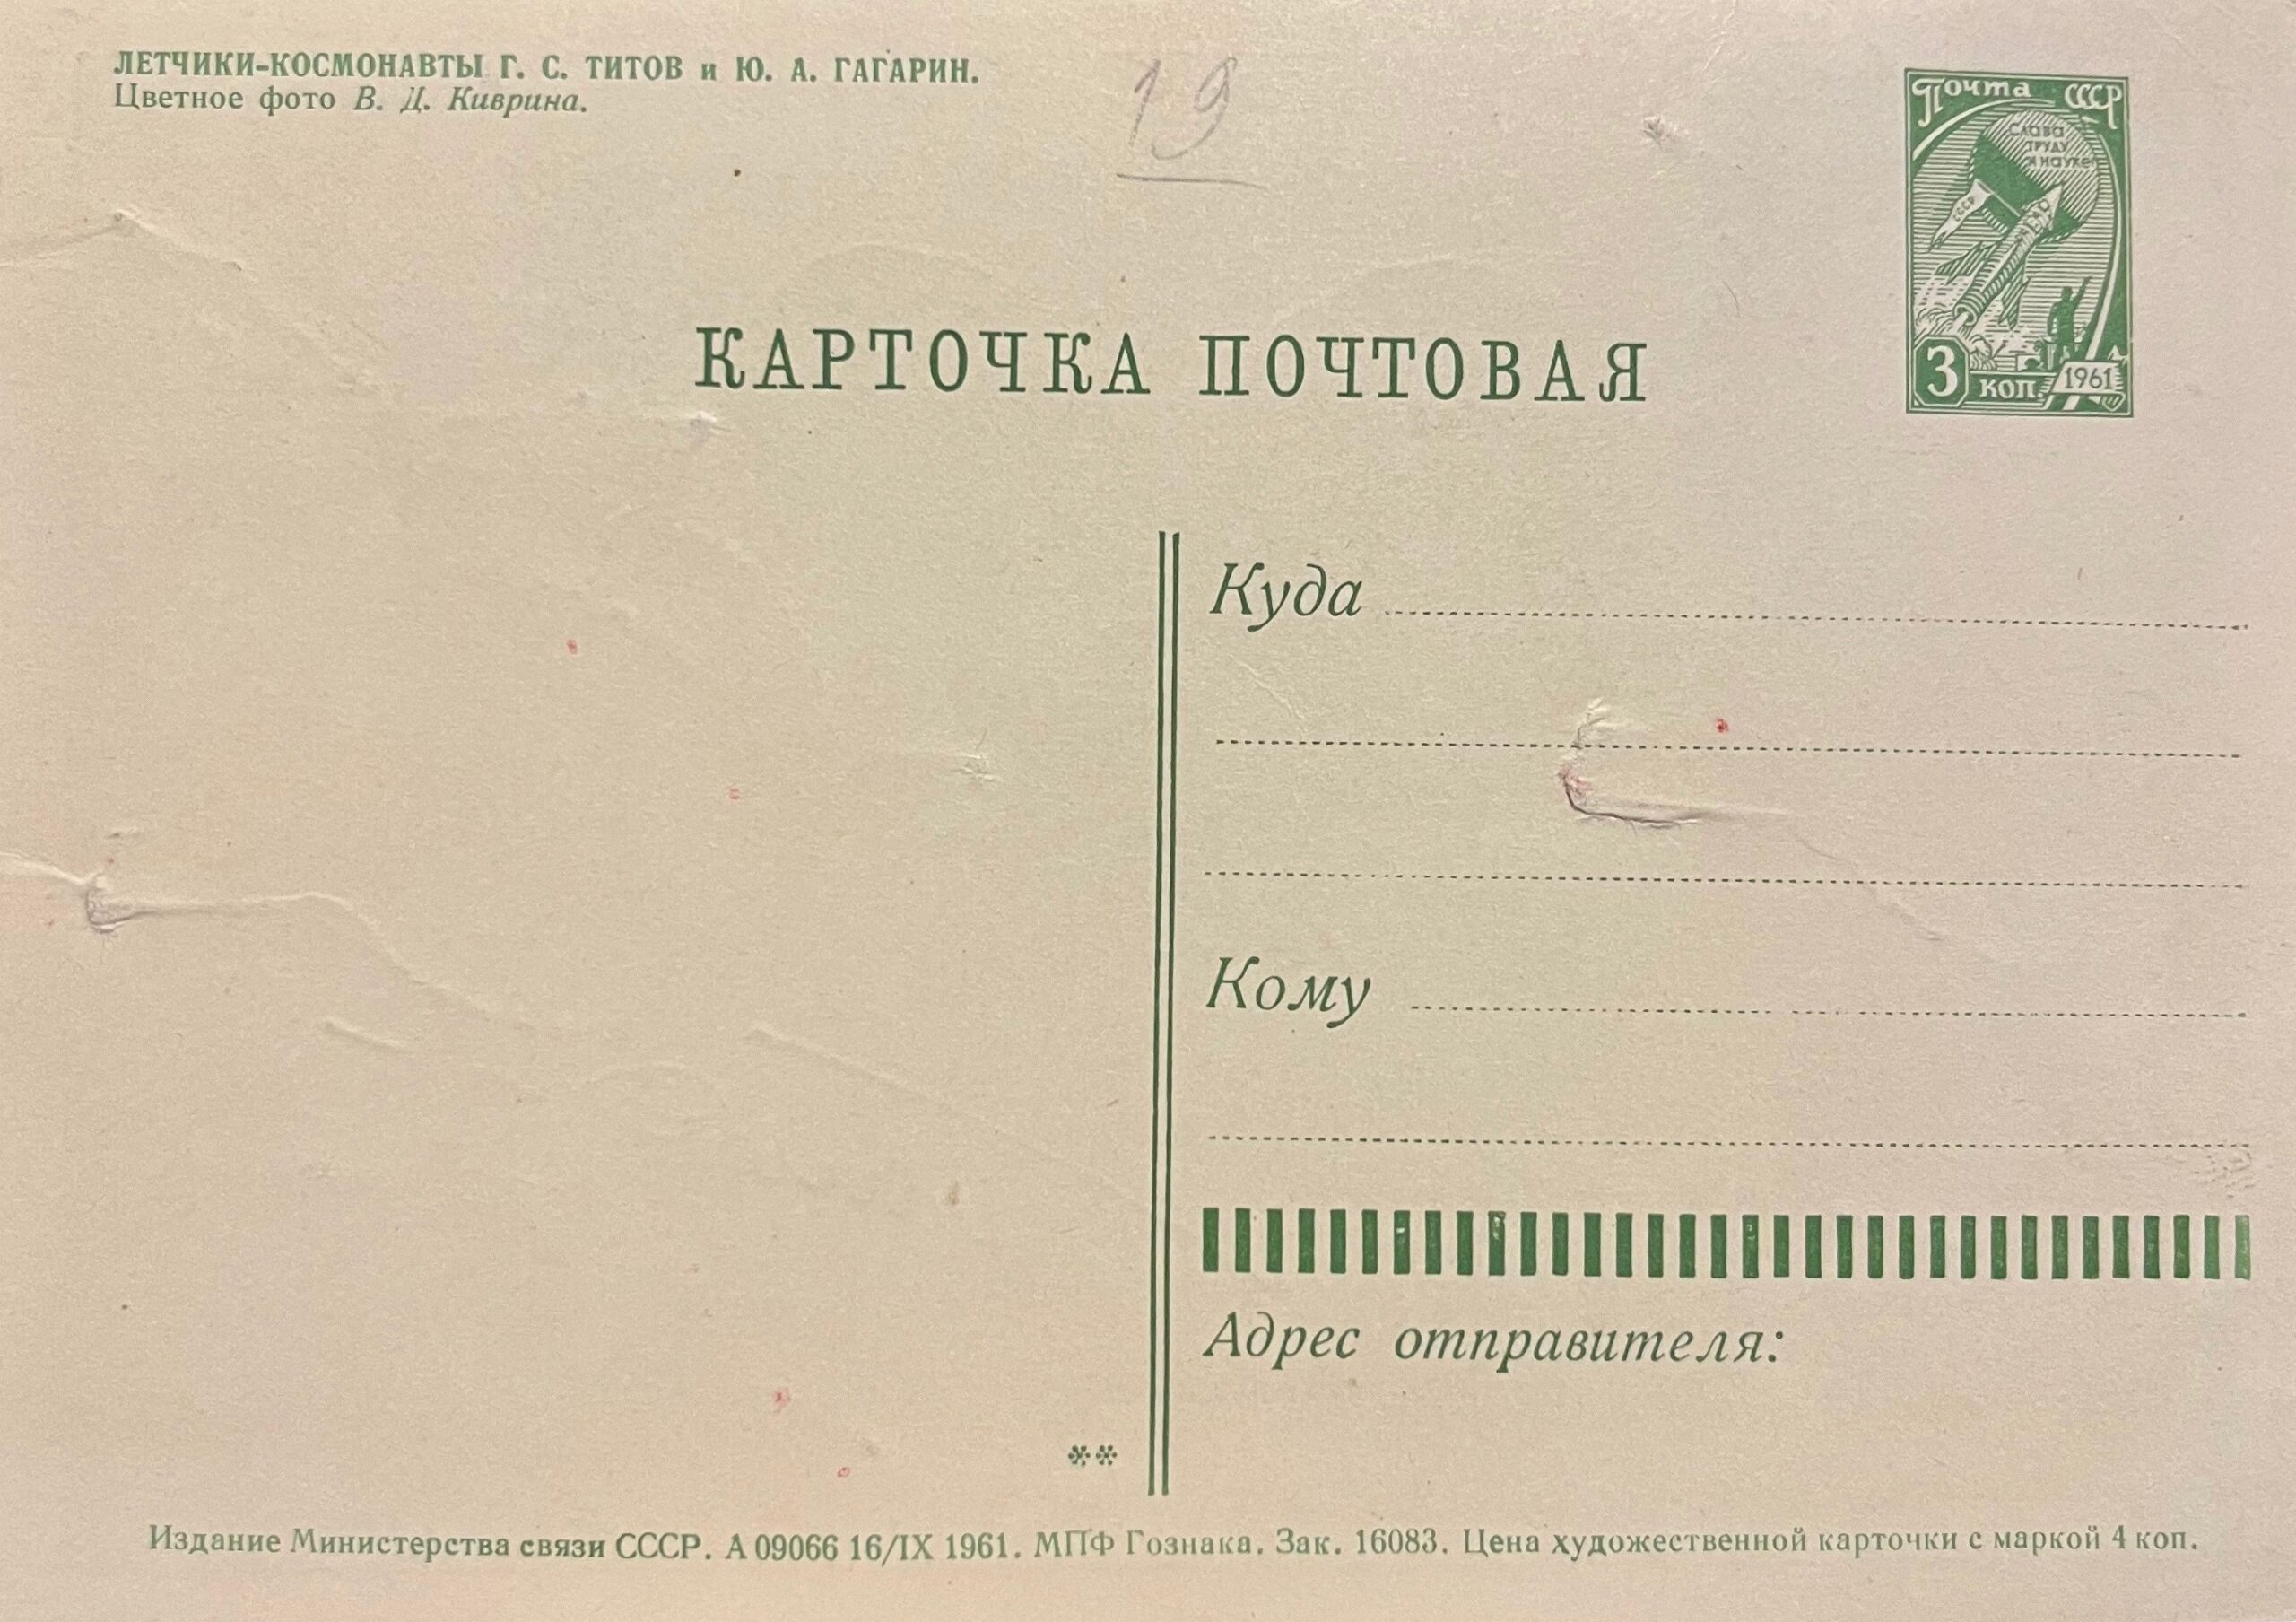 ЛЕТЧИКИ-КОСМОНАВТЫ Г. С. ТИТОВ и Ю. А. ГАГАРИН.
Цветное фото В. Д. Киврина.
19
Почта СССР
Слава
труду
и науке!
СССР
3 коп. 1961
КАРТОЧКА ПОЧТОВАЯ
Куда
Кому
Адрес отправителя:
**
Издание Министерства связи СССР. А 09066 16/IX 1961. МПФ Гознака. Зак. 16083. Цена художественной карточки с маркой 4 коп.